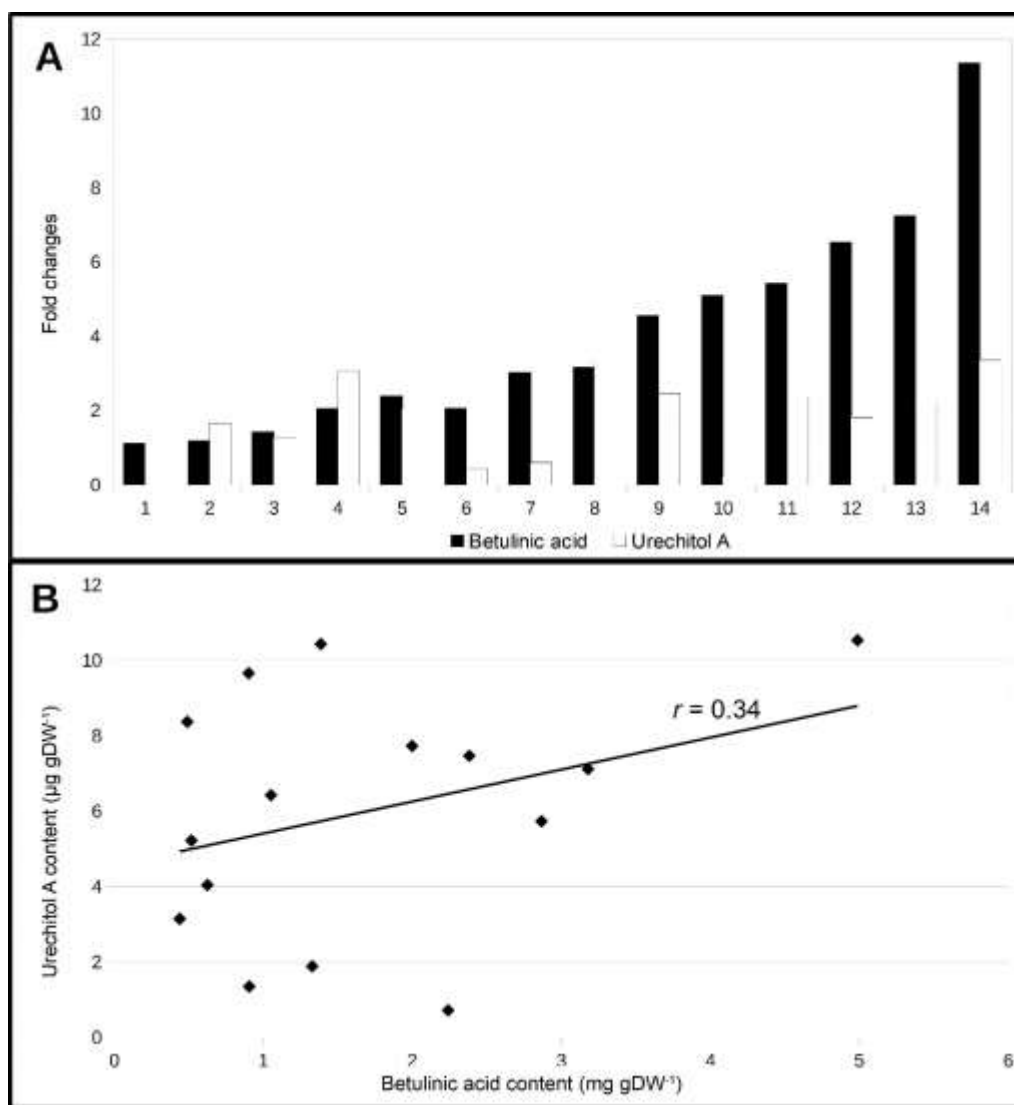 A
12
10
8
6
4
2
0
Fold changes
1 2 3 4 5 6 7 8 9 10 11 12 13 14
Betulinic acid Urechitol A
B
12
10
8
6
4
2
0
Urechitol A content (µg gDW⁻¹)
r = 0.34
0 1 2 3 4 5 6
Betulinic acid content (mg gDW⁻¹)